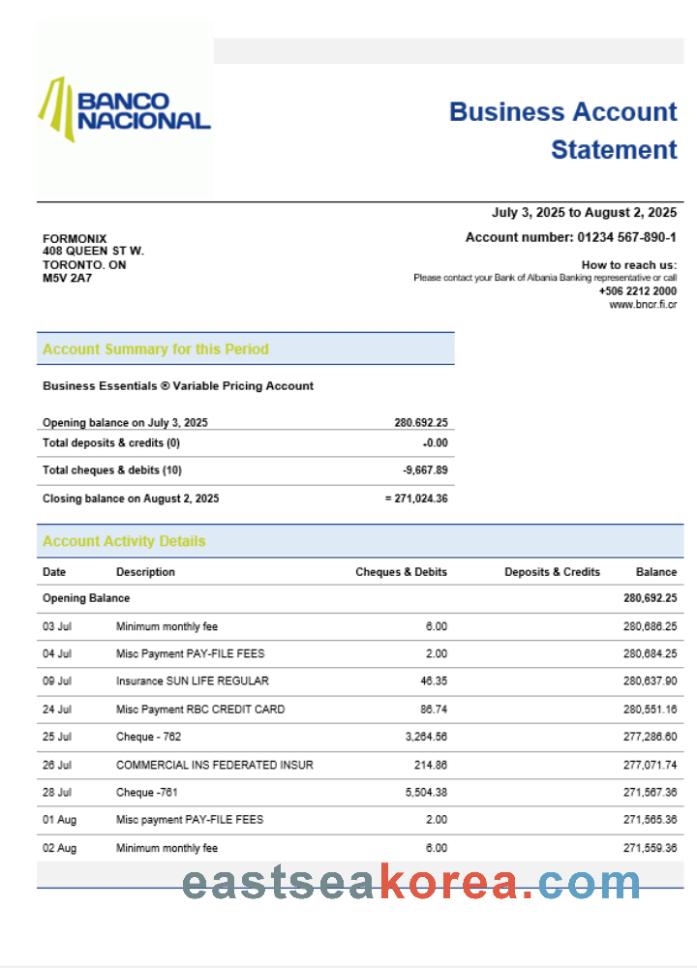 BANCO
NACIONAL
Business Account
Statement
July 3, 2025 to August 2, 2025
FORMONIX
408 QUEEN ST W.
TORONTO. ON
M5V 2A7
Account number: 01234 567-890-1
How to reach us:
Please contact your Bank of Albania Banking representative or call
+506 2212 2000
www.bncr.fi.cr
Account Summary for this Period
Business Essentials ® Variable Pricing Account
Opening balance on July 3, 2025 280.692.25
Total deposits & credits (0) -0.00
Total cheques & debits (10) -9,667.89
Closing balance on August 2, 2025 = 271,024.36
Account Activity Details
Date Description Cheques & Debits Deposits & Credits Balance
Opening Balance 280,692.25
03 Jul Minimum monthly fee 6.00 280,686.25
04 Jul Misc Payment PAY-FILE FEES 2.00 280,684.25
09 Jul Insurance SUN LIFE REGULAR 46.35 280,637.90
24 Jul Misc Payment RBC CREDIT CARD 86.74 280,551.16
25 Jul Cheque - 762 3,264.56 277,286.60
26 Jul COMMERCIAL INS FEDERATED INSUR 214.86 277,071.74
28 Jul Cheque -761 5,504.38 271,567.36
01 Aug Misc payment PAY-FILE FEES 2.00 271,565.36
02 Aug Minimum monthly fee 6.00 271,559.36
eastseakorea.com